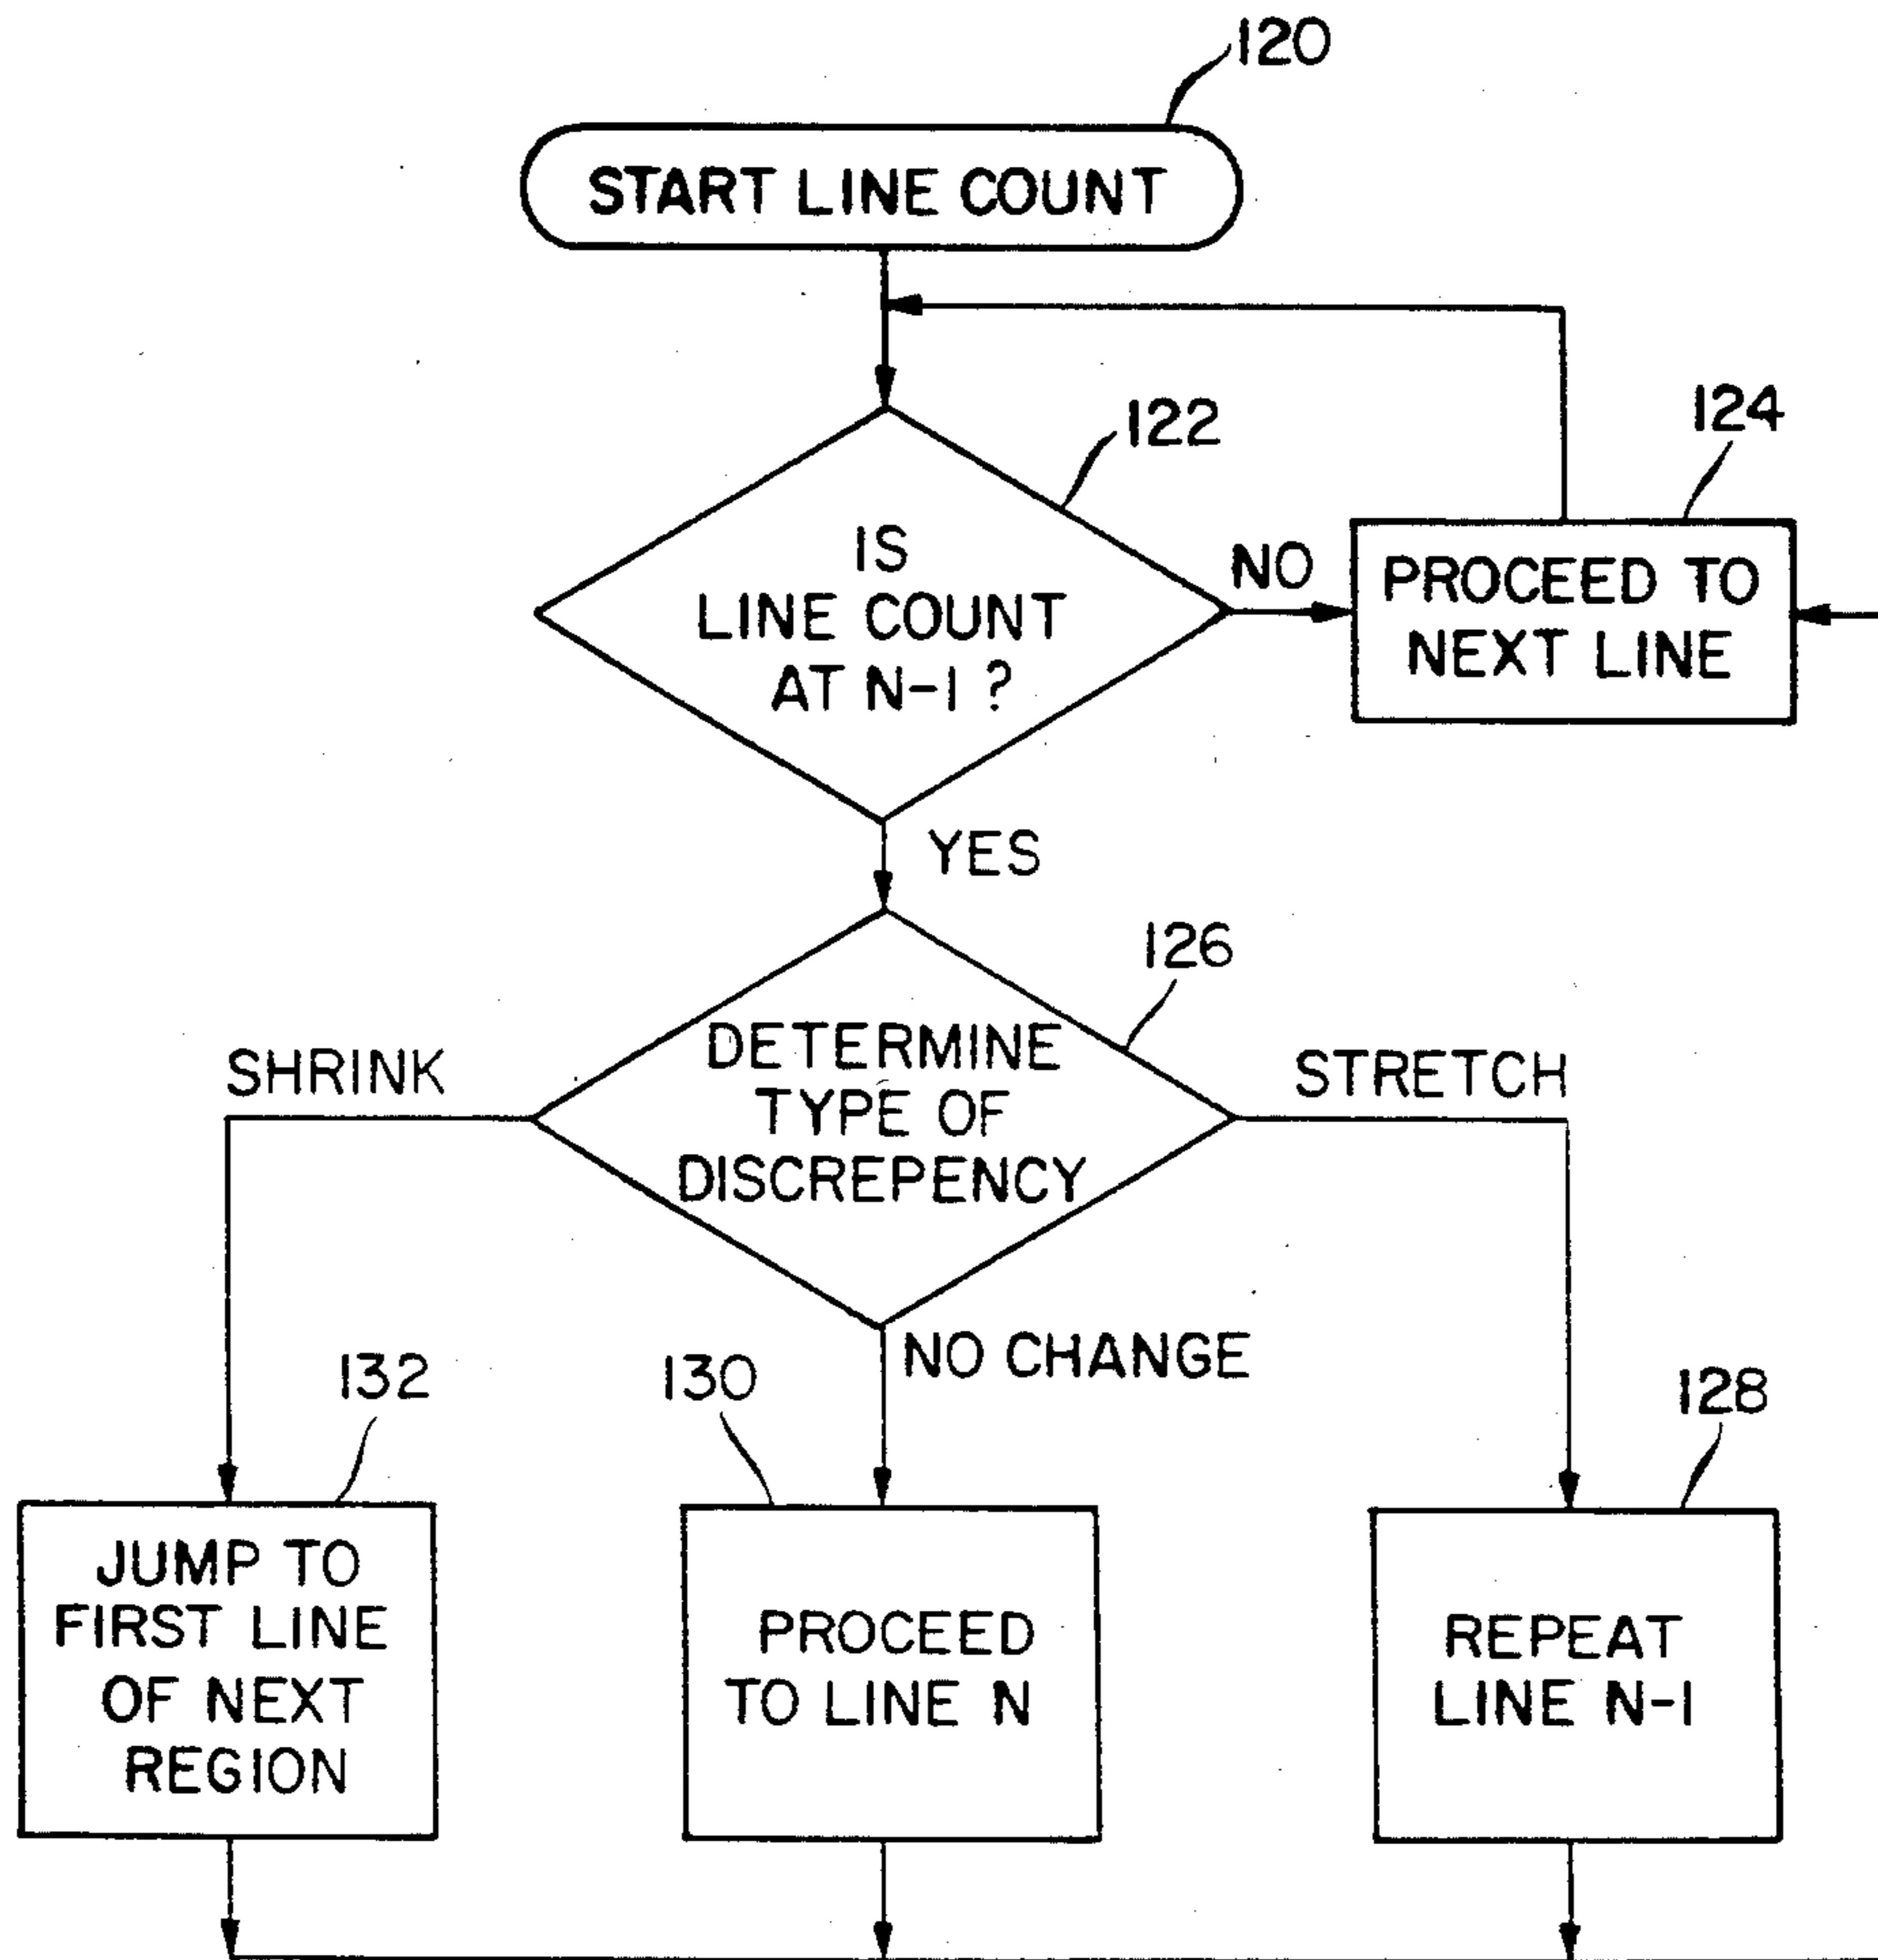 120
START LINE COUNT
122
124
IS
LINE COUNT
AT N-1 ?
NO
PROCEED TO
NEXT LINE
YES
126
DETERMINE
TYPE OF
DISCREPENCY
SHRINK
STRETCH
NO CHANGE
132
130
128
JUMP TO
FIRST LINE
OF NEXT
REGION
PROCEED
TO LINE N
REPEAT
LINE N-1